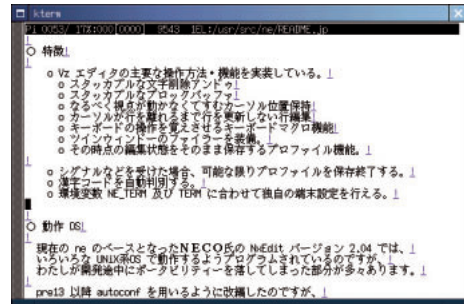 kterm
P1 0053/ 17%:000[0000] 9543 1EL:/usr/src/ne/README.jp
○ 特徴↓
o Vz エディタの主要な操作方法・機能を実装している。↓
o スタッカブルな文字削除アンドゥ↓
o スタッカブルなブロックバッファ↓
o なるべく視点が動かなくてすむカーソル位置保持↓
o カーソルが行を離れるまで行を更新しない行編集↓
o キーボードの操作を覚えさせるキーボードマクロ機能↓
o ツインウィンドーのファイラーを装備。↓
o その時点の編集状態をそのまま保存するプロファイル機能。↓
o シグナルなどを受けた場合、可能な限りプロファイルを保存終了する。↓
o 漢字コードを自動判別する。↓
o 環境変数 NE_TERM 及び TERM に合わせて独自の端末設定を行える。↓
○ 動作 OS↓
現在の ne のベースとなったNECO氏の NxEdit バージョン 2.04 では、↓
いろいろな UNIX系OS で動作するようプログラムされているのですが、↓
わたしが開発途中にポータビリティーを落してしまった部分が多々あります。↓
pre13 以降 autoconf を用いるように改編したのですが、↓